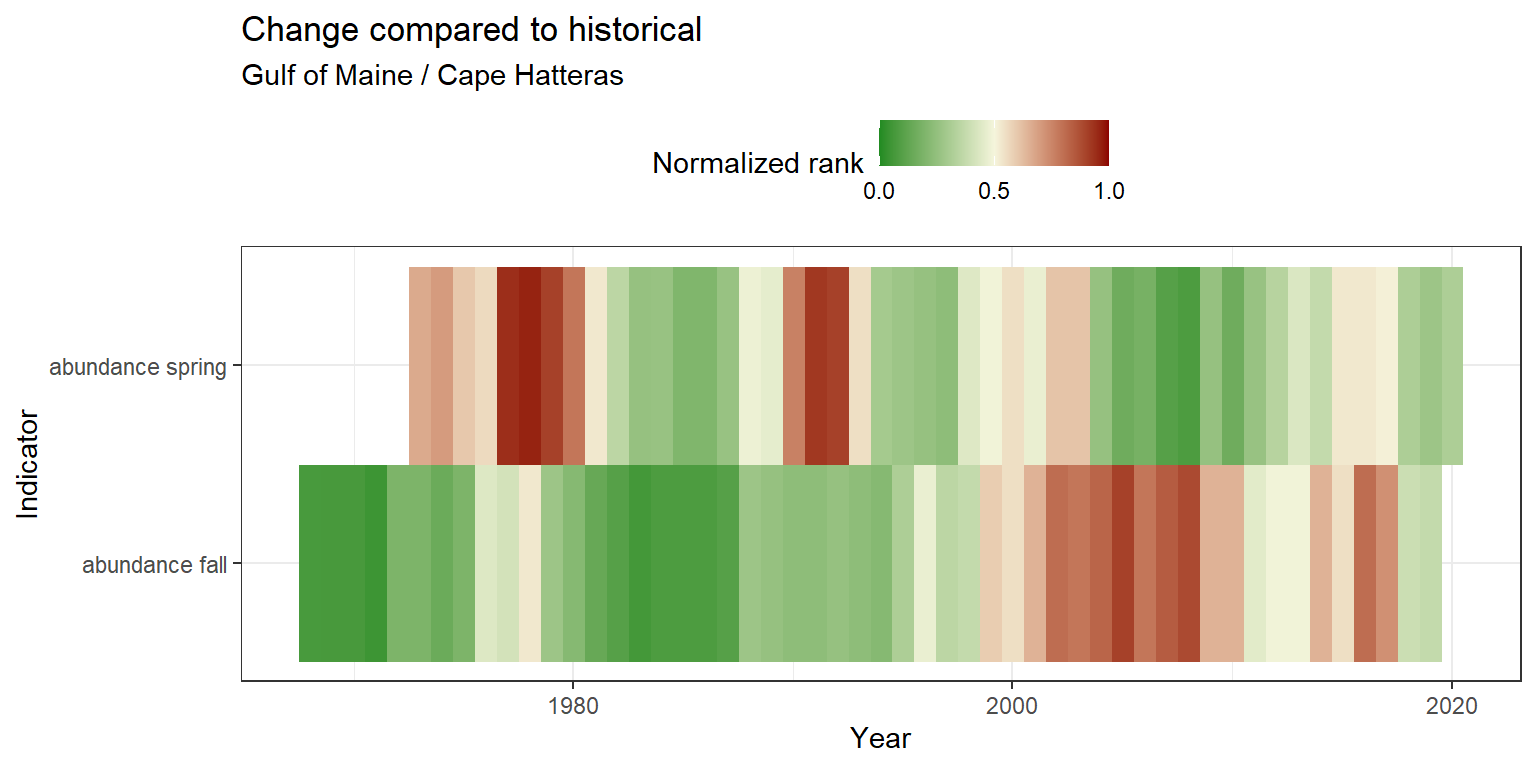 Change compared to historical
Gulf of Maine / Cape Hatteras
Normalized rank
0.0 0.5 1.0
Indicator
abundance spring
abundance fall
1980 2000 2020
Year